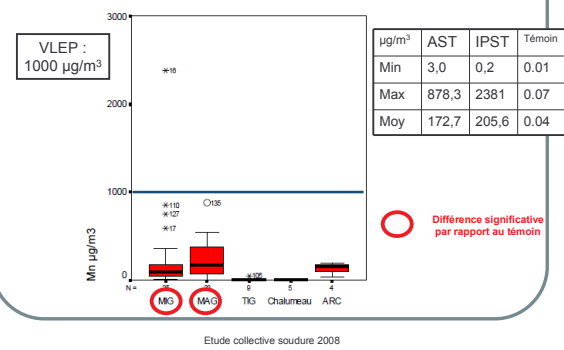 VLEP :
1000 µg/m³
3000
2000
1000
0
Mn µg/m3
16
110
127
17
135
105
N =
9
5
4
MIG
MAG
TIG
Chalumeau
ARC
µg/m³ AST IPST Témoin
Min 3,0 0,2 0.01
Max 878,3 2381 0.07
Moy 172,7 205,6 0.04
Différence significative
par rapport au témoin
Etude collective soudure 2008